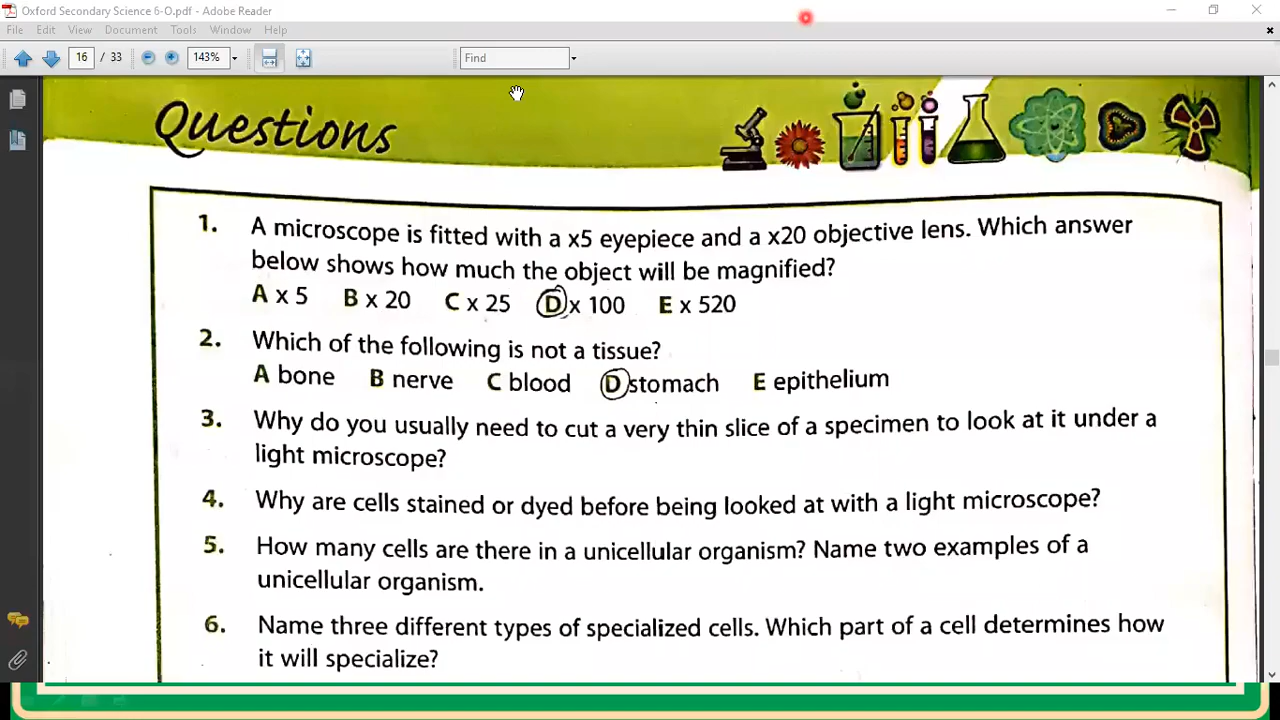 Oxford Secondary Science 6-O.pdf - Adobe Reader
File Edit View Document Tools Window Help
16 / 33 143% Find
Questions
1. A microscope is fitted with a x5 eyepiece and a x20 objective lens. Which answer
below shows how much the object will be magnified?
A x 5 B x 20 C x 25 D x 100 E x 520
2. Which of the following is not a tissue?
A bone B nerve C blood D stomach E epithelium
3. Why do you usually need to cut a very thin slice of a specimen to look at it under a
light microscope?
4. Why are cells stained or dyed before being looked at with a light microscope?
5. How many cells are there in a unicellular organism? Name two examples of a
unicellular organism.
6. Name three different types of specialized cells. Which part of a cell determines how
it will specialize?